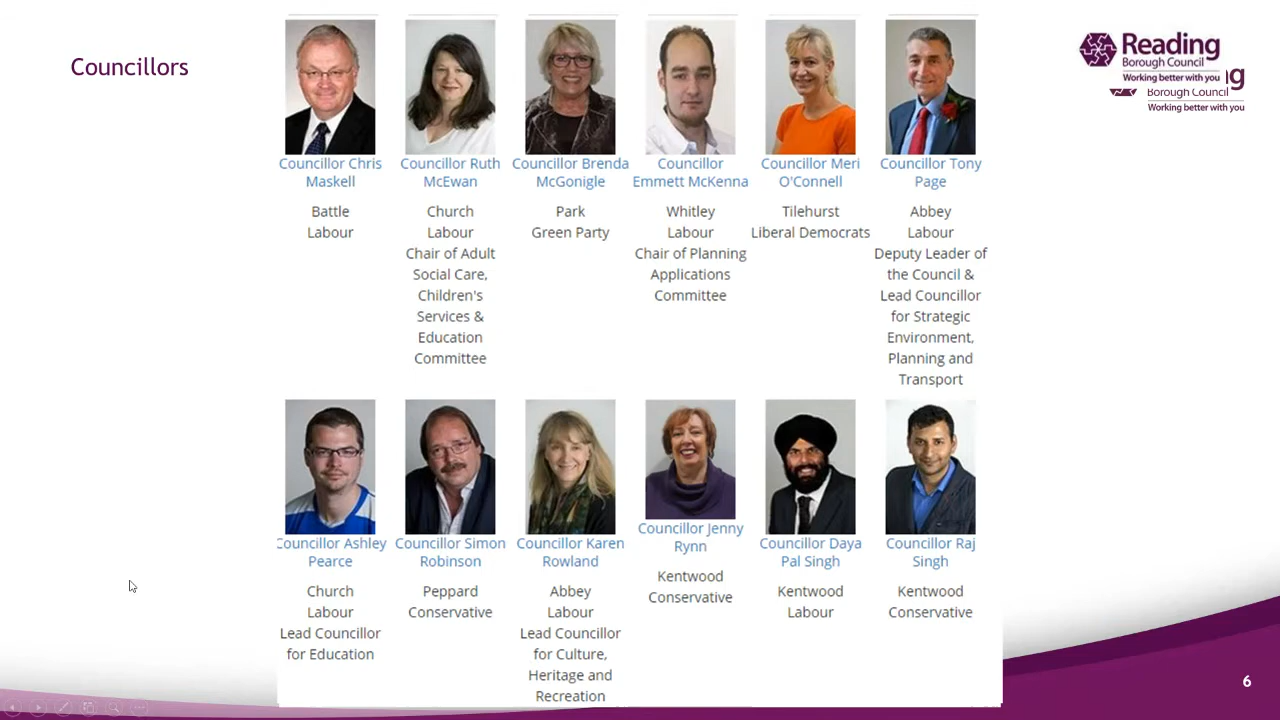 Councillors
Reading
Borough Council
Working better with you
g
Borough Council
Working better with you
Councillor Chris
Maskell
Battle
Labour
Councillor Ruth
McEwan
Church
Labour
Chair of Adult
Social Care,
Children's
Services &
Education
Committee
Councillor Brenda
McGonigle
Park
Green Party
Councillor
Emmett McKenna
Whitley
Labour
Chair of Planning
Applications
Committee
Councillor Meri
O'Connell
Tilehurst
Liberal Democrats
Councillor Tony
Page
Abbey
Labour
Deputy Leader of
the Council &
Lead Councillor
for Strategic
Environment,
Planning and
Transport
Councillor Ashley
Pearce
Church
Labour
Lead Councillor
for Education
Councillor Simon
Robinson
Peppard
Conservative
Councillor Karen
Rowland
Abbey
Labour
Lead Councillor
for Culture,
Heritage and
Recreation
Councillor Jenny
Rynn
Kentwood
Conservative
Councillor Daya
Pal Singh
Kentwood
Labour
Councillor Raj
Singh
Kentwood
Conservative
6